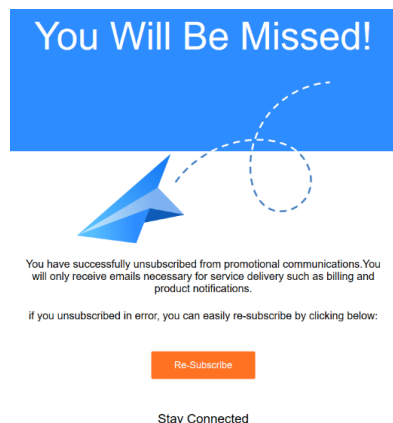 You Will Be Missed!
You have successfully unsubscribed from promotional communications.You
will only receive emails necessary for service delivery such as billing and
product notifications.
if you unsubscribed in error, you can easily re-subscribe by clicking below:
Re-Subscribe
Stay Connected